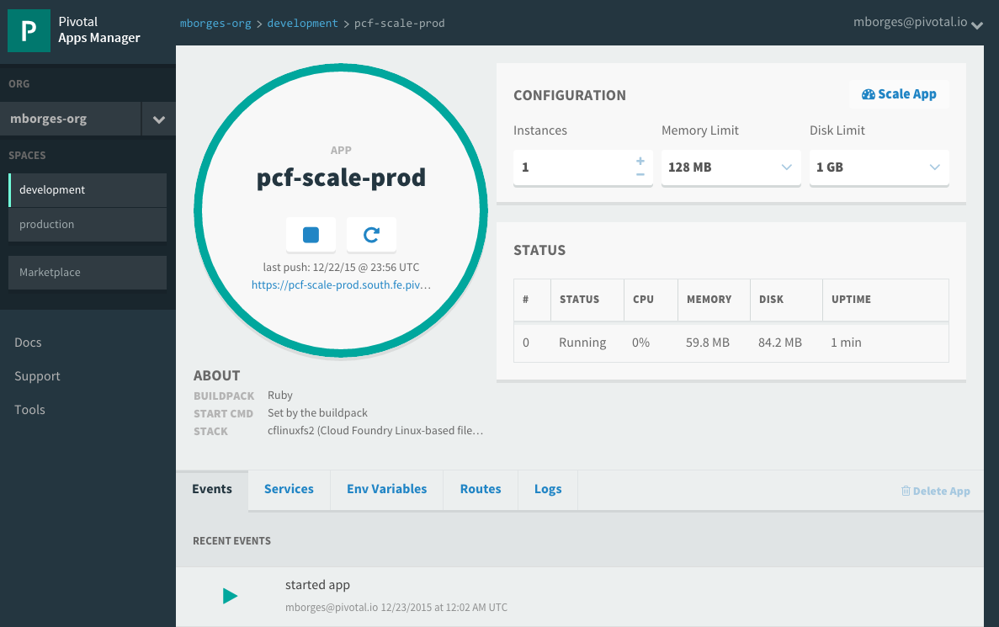 P
Pivotal
Apps Manager
mborges-org > development > pcf-scale-prod
mborges@pivotal.io
ORG
mborges-org
SPACES
development
production
Marketplace
Docs
Support
Tools
APP
pcf-scale-prod
last push: 12/22/15 @ 23:56 UTC
https://pcf-scale-prod.south.fe.piv…
ABOUT
BUILDPACK Ruby
START CMD Set by the buildpack
STACK cflinuxfs2 (Cloud Foundry Linux-based file…
CONFIGURATION
Scale App
Instances Memory Limit Disk Limit
1 128 MB 1 GB
STATUS
# STATUS CPU MEMORY DISK UPTIME
0 Running 0% 59.8 MB 84.2 MB 1 min
Events Services Env Variables Routes Logs Delete App
RECENT EVENTS
started app
mborges@pivotal.io 12/23/2015 at 12:02 AM UTC